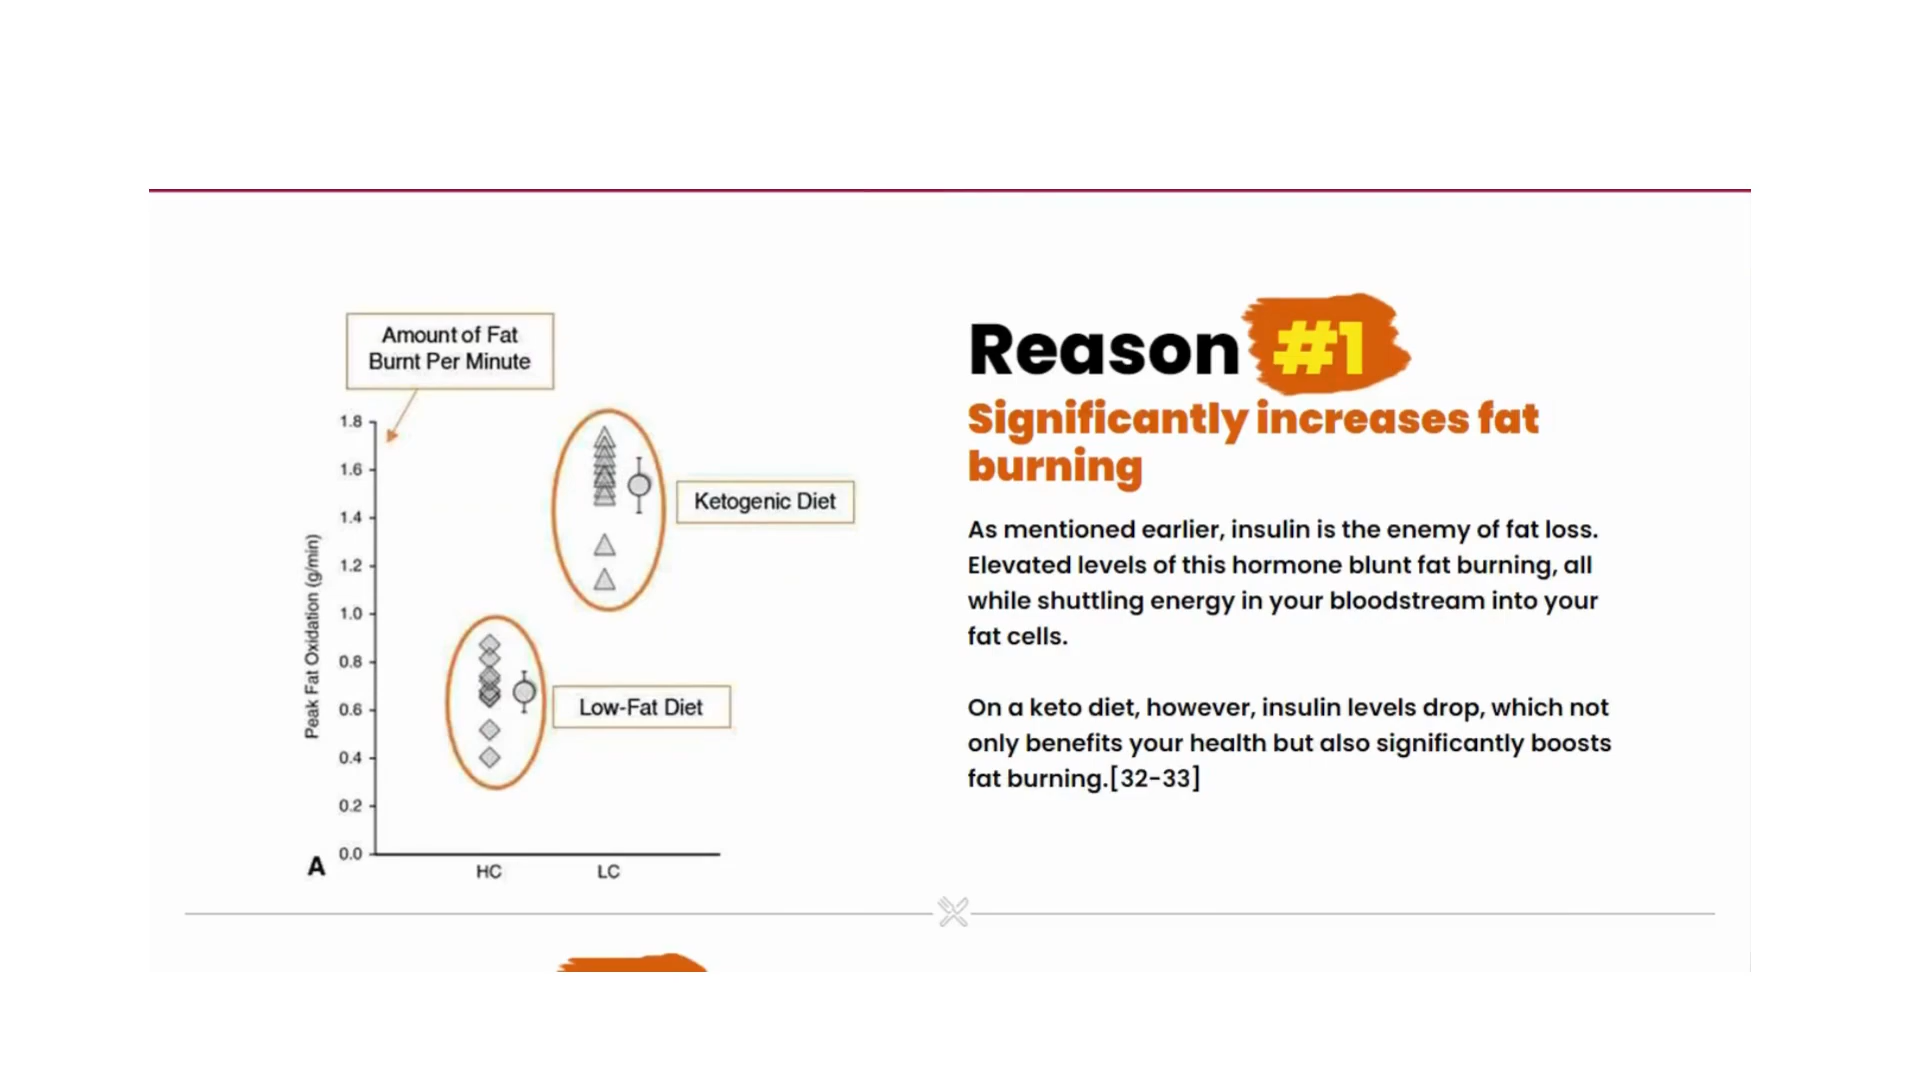 Amount of Fat
Burnt Per Minute
1.8
1.6
1.4
1.2
1.0
0.8
0.6
0.4
0.2
0.0
Peak Fat Oxidation (g/min)
Ketogenic Diet
Low-Fat Diet
A
HC LC
Reason #1
Significantly increases fat
burning
As mentioned earlier, insulin is the enemy of fat loss.
Elevated levels of this hormone blunt fat burning, all
while shuttling energy in your bloodstream into your
fat cells.
On a keto diet, however, insulin levels drop, which not
only benefits your health but also significantly boosts
fat burning.[32-33]